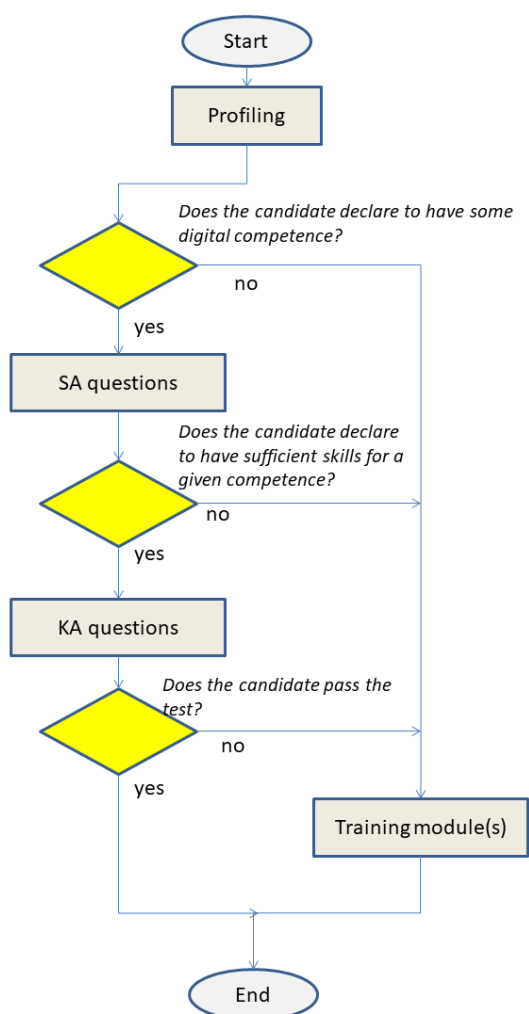 Start
Profiling
Does the candidate declare to have some
digital competence?
no
yes
SA questions
Does the candidate declare
to have sufficient skills for a
given competence?
no
yes
KA questions
Does the candidate pass the
test?
no
yes
Training module(s)
End